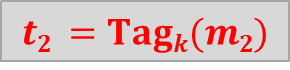 t₂ = Tagₖ(m₂)